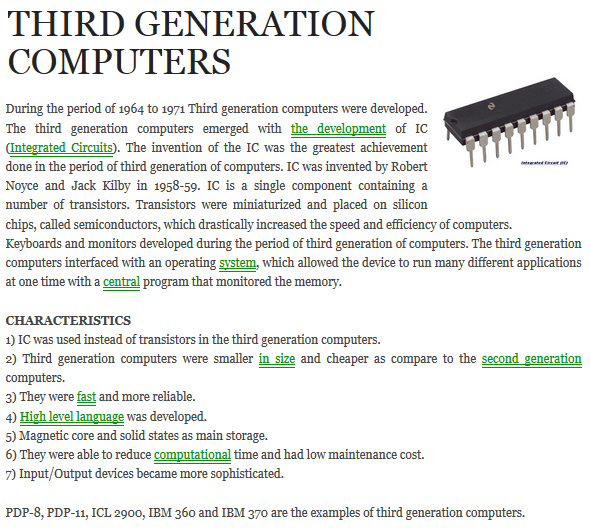 THIRD GENERATION
COMPUTERS
During the period of 1964 to 1971 Third generation computers were developed.
The third generation computers emerged with the development of IC
(Integrated Circuits). The invention of the IC was the greatest achievement
done in the period of third generation of computers. IC was invented by Robert
Noyce and Jack Kilby in 1958-59. IC is a single component containing a
number of transistors. Transistors were miniaturized and placed on silicon
chips, called semiconductors, which drastically increased the speed and efficiency of computers.
Integrated Circuit (IC)
Keyboards and monitors developed during the period of third generation of computers. The third generation
computers interfaced with an operating system, which allowed the device to run many different applications
at one time with a central program that monitored the memory.
CHARACTERISTICS
1) IC was used instead of transistors in the third generation computers.
2) Third generation computers were smaller in size and cheaper as compare to the second generation
computers.
3) They were fast and more reliable.
4) High level language was developed.
5) Magnetic core and solid states as main storage.
6) They were able to reduce computational time and had low maintenance cost.
7) Input/Output devices became more sophisticated.
PDP-8, PDP-11, ICL 2900, IBM 360 and IBM 370 are the examples of third generation computers.